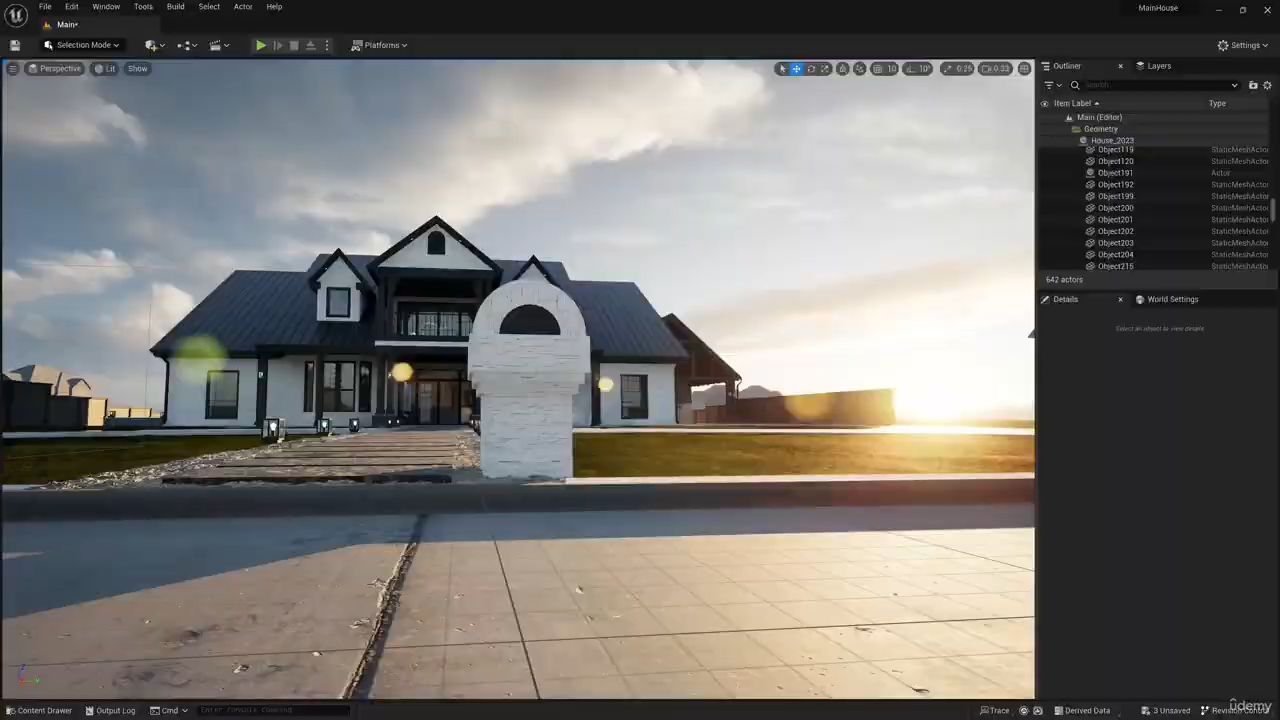 File Edit Window Tools Build Select Actor Help
MainHouse
Main*
Selection Mode
Platforms
Settings
Perspective Lit Show
10 10° 0.25 0.33
Outliner Layers
Search...
Item Label Type
Main (Editor)
Geometry
House_2023
Object119 StaticMeshActor
Object120 StaticMeshActor
Object191 Actor
Object192 StaticMeshActor
Object199 StaticMeshActor
Object200 StaticMeshActor
Object201 StaticMeshActor
Object202 StaticMeshActor
Object203 StaticMeshActor
Object204 StaticMeshActor
Object215 StaticMeshActor
642 actors
Details World Settings
Select an object to view details
Content Drawer Output Log Cmd Enter Console Command
Trace Derived Data 3 Unsaved Revision Control
udemy